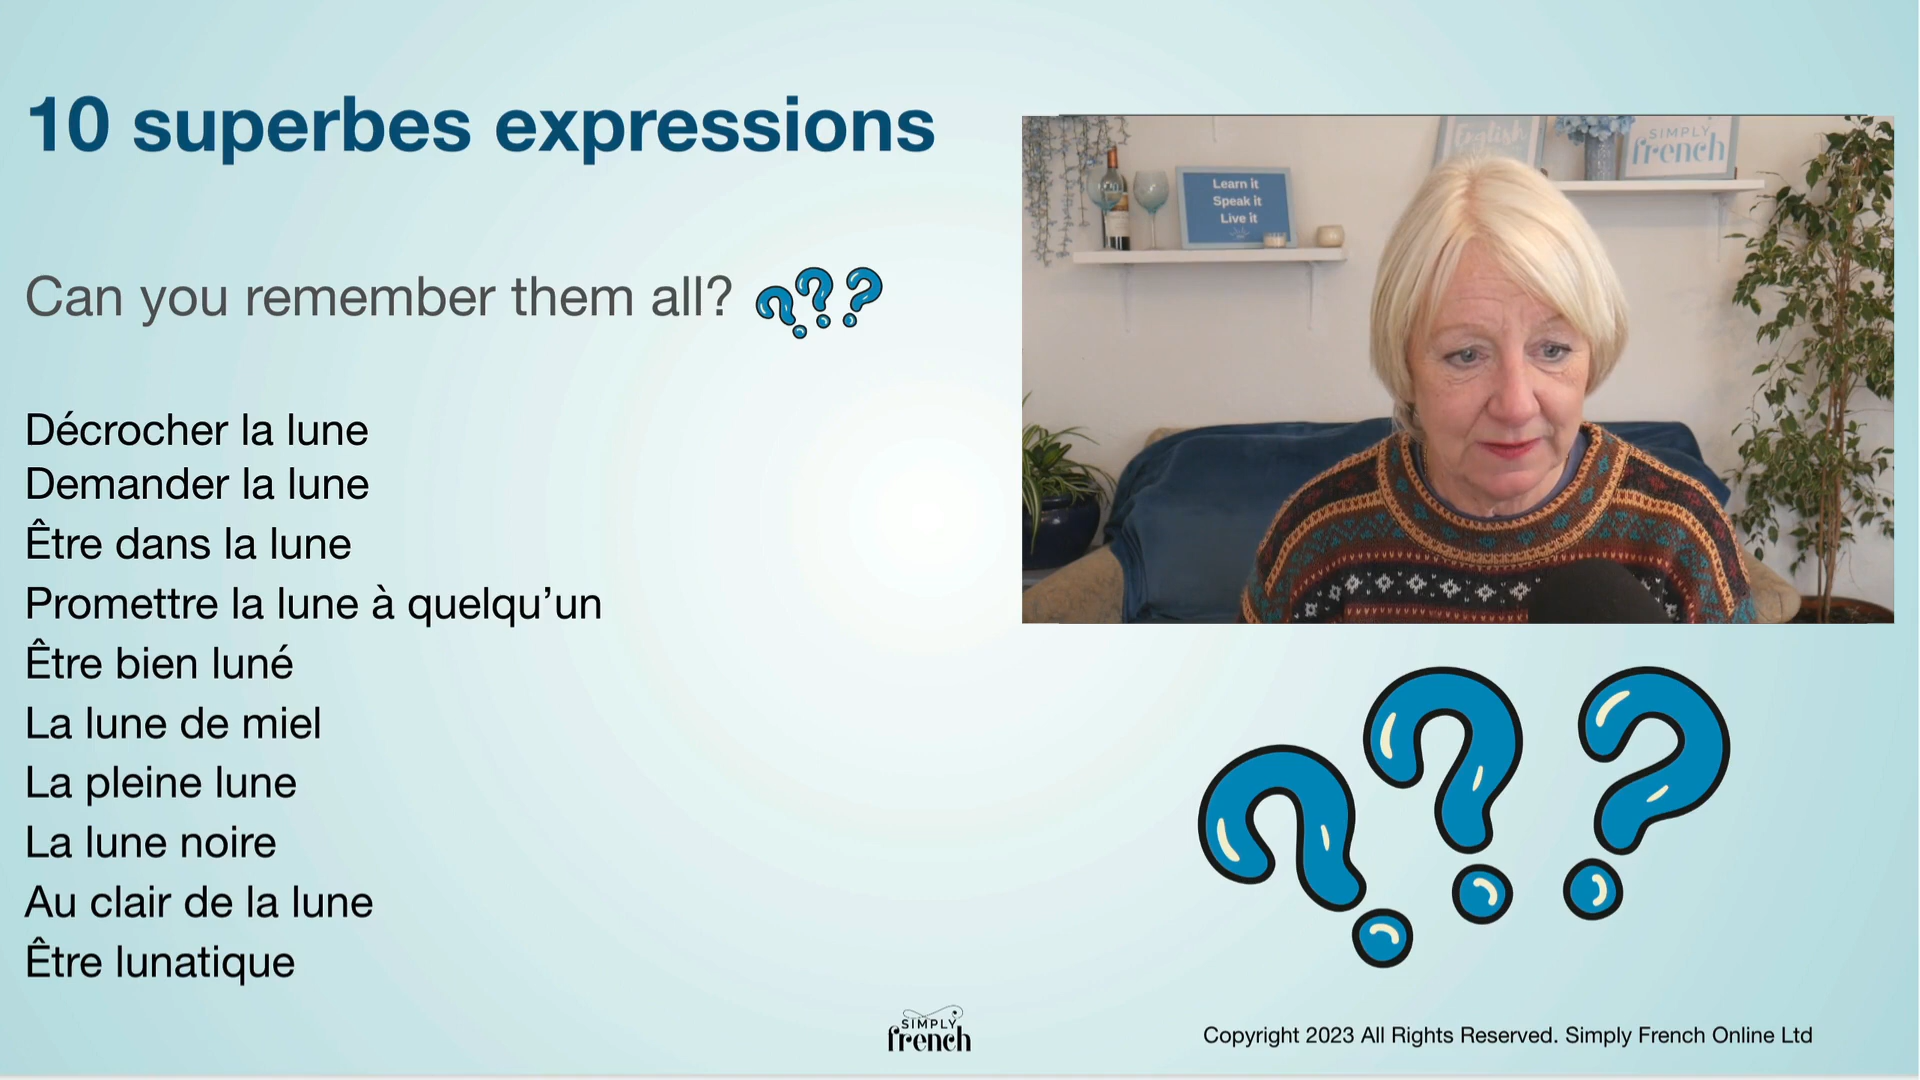 10 superbes expressions
Can you remember them all?
Décrocher la lune
Demander la lune
Être dans la lune
Promettre la lune à quelqu’un
Être bien luné
La lune de miel
La pleine lune
La lune noire
Au clair de la lune
Être lunatique
Learn it
Speak it
Live it
English
SIMPLY
french
SIMPLY
french
Copyright 2023 All Rights Reserved. Simply French Online Ltd